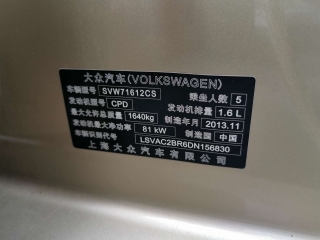 大众汽车(VOLKSWAGEN)
车辆型号 SVW71612CS 乘坐人数 5
发动机型号 CPD 发动机排量 1.6 L
最大允许总质量 1640kg 制造年月 2013.11
发动机最大净功率 81 kW 制造国 中国
车辆识别代号 LSVAC2BR6DN156830
上海大众汽车有限公司